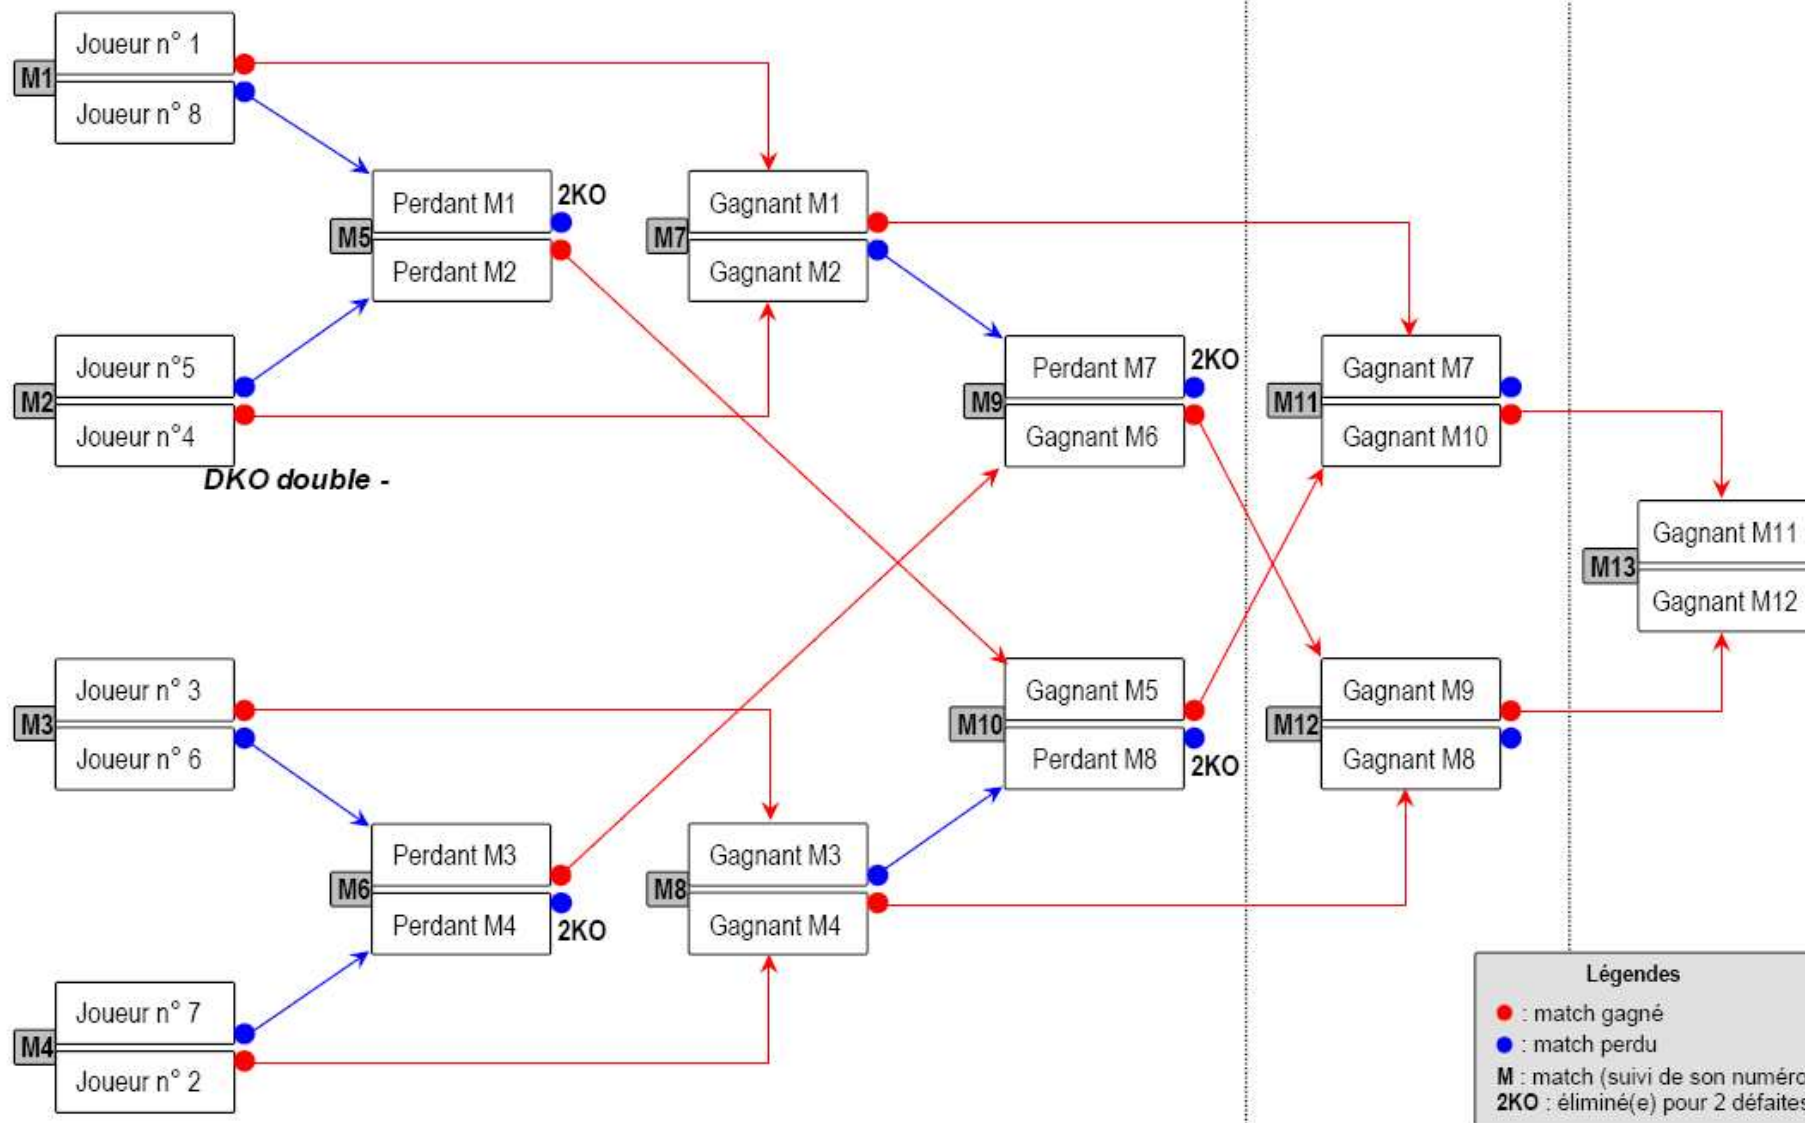 Joueur n° 1
M1
Joueur n° 8
Perdant M1
2KO
M5
Perdant M2
Gagnant M1
M7
Gagnant M2
Joueur n°5
M2
Joueur n°4
DKO double -
Perdant M7
2KO
M9
Gagnant M6
Gagnant M7
M11
Gagnant M10
Gagnant M11
M13
Gagnant M12
Joueur n° 3
M3
Joueur n° 6
Gagnant M5
M10
Perdant M8
2KO
Gagnant M9
M12
Gagnant M8
Perdant M3
M6
Perdant M4
2KO
Gagnant M3
M8
Gagnant M4
Joueur n° 7
M4
Joueur n° 2
Légendes
: match gagné
: match perdu
M : match (suivi de son numéro
2KO : éliminé(e) pour 2 défaites